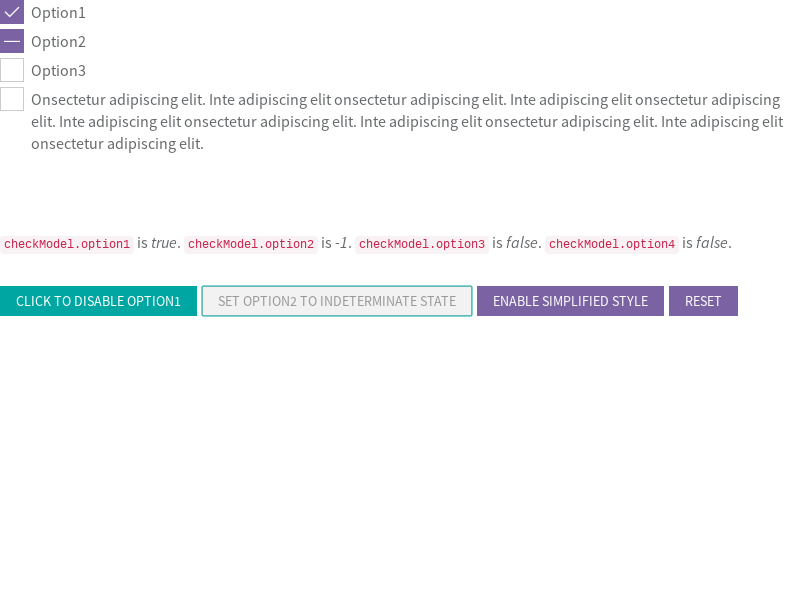 Option1
Option2
Option3
Onsectetur adipiscing elit. Inte adipiscing elit onsectetur adipiscing elit. Inte adipiscing elit onsectetur adipiscing
elit. Inte adipiscing elit onsectetur adipiscing elit. Inte adipiscing elit onsectetur adipiscing elit. Inte adipiscing elit
onsectetur adipiscing elit.
checkModel.option1 is true. checkModel.option2 is -1. checkModel.option3 is false. checkModel.option4 is false.
CLICK TO DISABLE OPTION1 SET OPTION2 TO INDETERMINATE STATE ENABLE SIMPLIFIED STYLE RESET